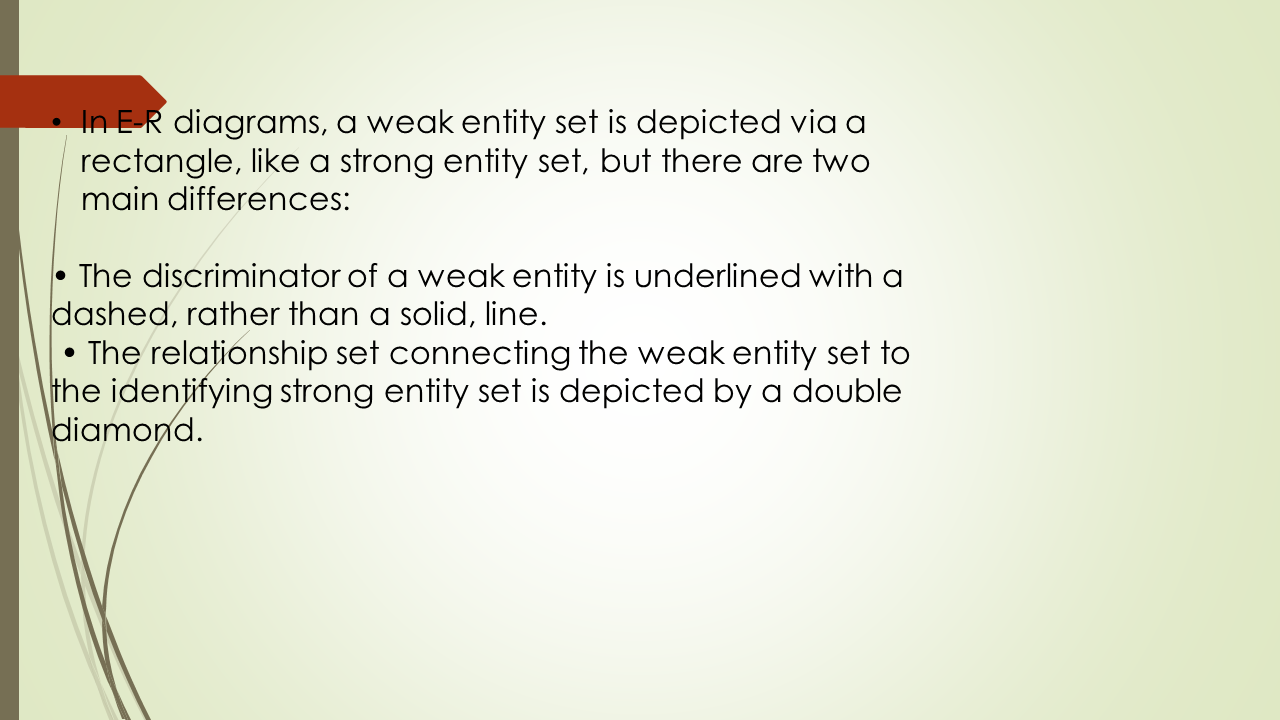 • In E-R diagrams, a weak entity set is depicted via a
rectangle, like a strong entity set, but there are two
main differences:
• The discriminator of a weak entity is underlined with a
dashed, rather than a solid, line.
• The relationship set connecting the weak entity set to
the identifying strong entity set is depicted by a double
diamond.